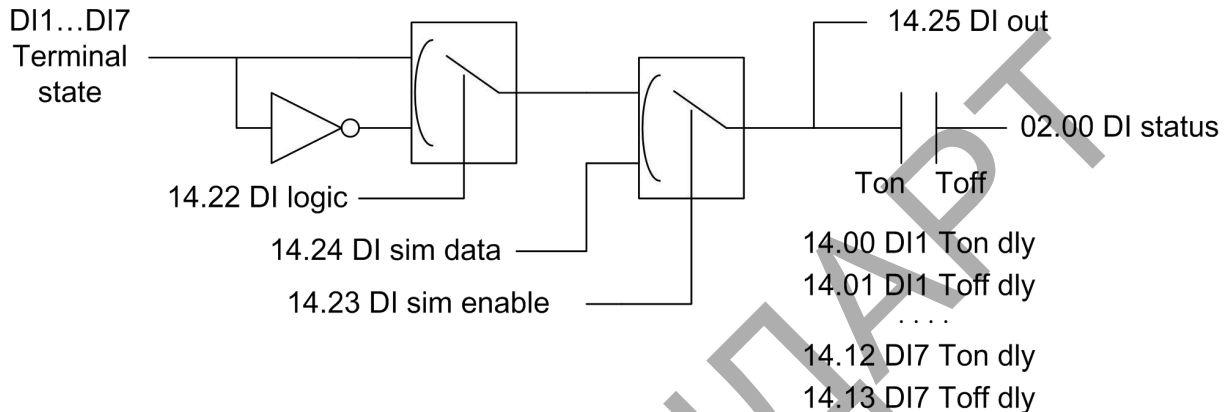 DI1...DI7
Terminal
state
14.25 DI out
02.00 DI status
Ton Toff
14.22 DI logic
14.24 DI sim data
14.23 DI sim enable
14.00 DI1 Ton dly
14.01 DI1 Toff dly
. . . .
14.12 DI7 Ton dly
14.13 DI7 Toff dly
ДАРТ